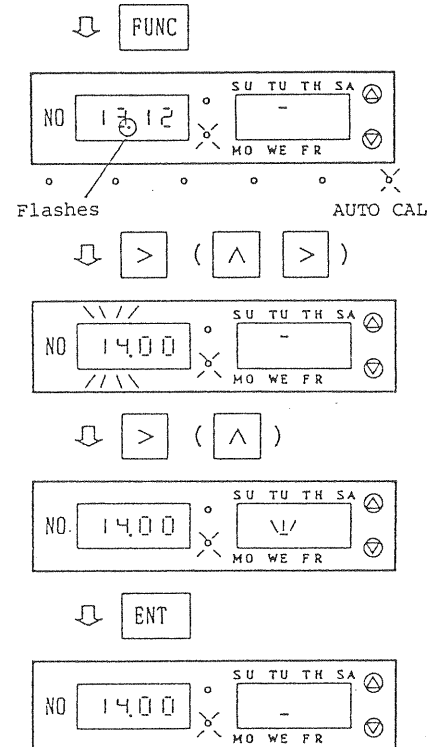 FUNC
SU TU TH SA
NO 13.12
MO WE FR
Flashes AUTO CAL
> ( ∧ > )
SU TU TH SA
NO 14.00
MO WE FR
> ( ∧ )
SU TU TH SA
NO. 14.00
MO WE FR
ENT
SU TU TH SA
NO 14.00
MO WE FR